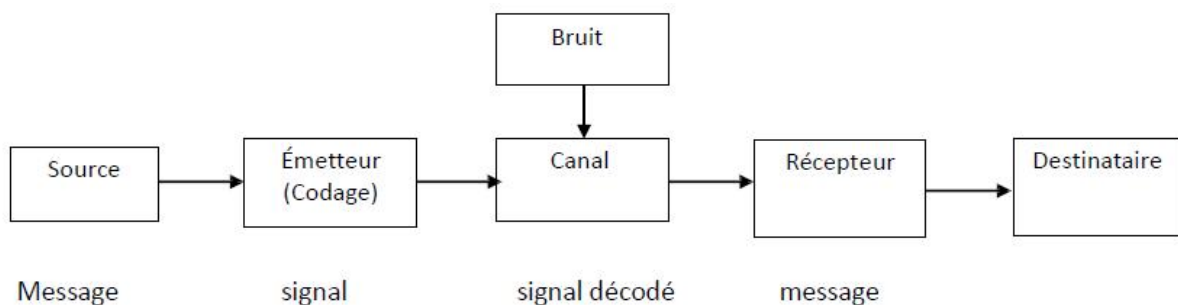 Bruit
Source
Émetteur
(Codage)
Canal
Récepteur
Destinataire
Message
signal
signal décodé
message